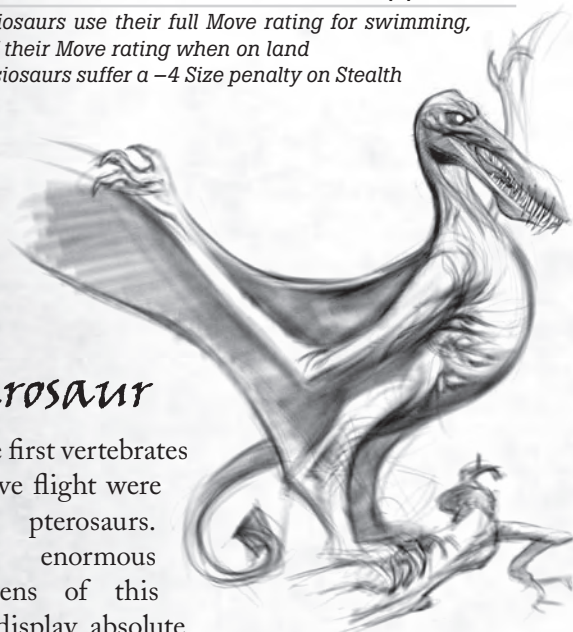 iosaurs use their full Move rating for swimming,
their Move rating when on land
siosaurs suffer a –4 Size penalty on Stealth
rosaur
first vertebrates
ve flight were
pterosaurs.
enormous
ens of this
display absolute